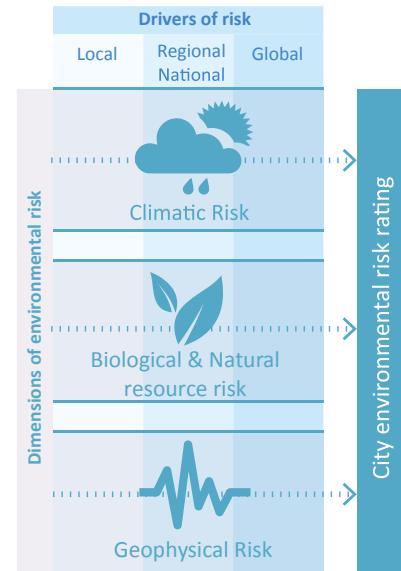 Drivers of risk
Local
Regional
National
Global
Dimensions of environmental risk
Climatic Risk
Biological & Natural
resource risk
Geophysical Risk
City environmental risk rating